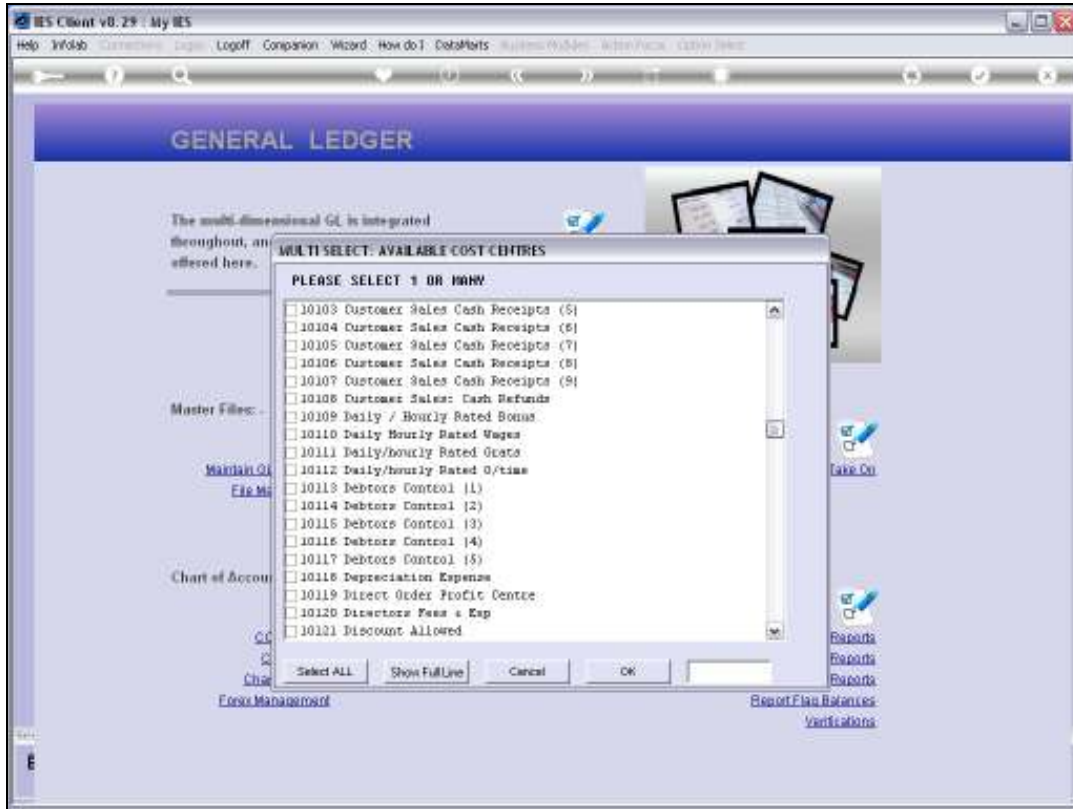 IES Client v8.29 : My IES
Help Infolab Logoff Companion Wizard How do I DataMarts
GENERAL LEDGER
The multi-dimensional GL is integrated
throughout, an
offered here.
MULTI SELECT: AVAILABLE COST CENTRES
PLEASE SELECT 1 OR MANY
10103 Customer Sales Cash Receipts (5)
10104 Customer Sales Cash Receipts (6)
10105 Customer Sales Cash Receipts (7)
10106 Customer Sales Cash Receipts (8)
10107 Customer Sales Cash Receipts (9)
10108 Customer Sales: Cash Refunds
10109 Daily / Hourly Rated Bonus
10110 Daily Hourly Rated Wages
10111 Daily/hourly Rated Grats
10112 Daily/hourly Rated O/time
10113 Debtors Control (1)
10114 Debtors Control (2)
10115 Debtors Control (3)
10116 Debtors Control (4)
10117 Debtors Control (5)
10118 Depreciation Expense
10119 Direct Order Profit Centre
10120 Directors Fees & Exp
10121 Discount Allowed
Select ALL Show Full Line Cancel OK
Master Files: .
Maintain GL
Take On
File Ma
Chart of Accou
Reports
Reports
Cha
Reports
Forex Management
Report Flag Balances
Verifications